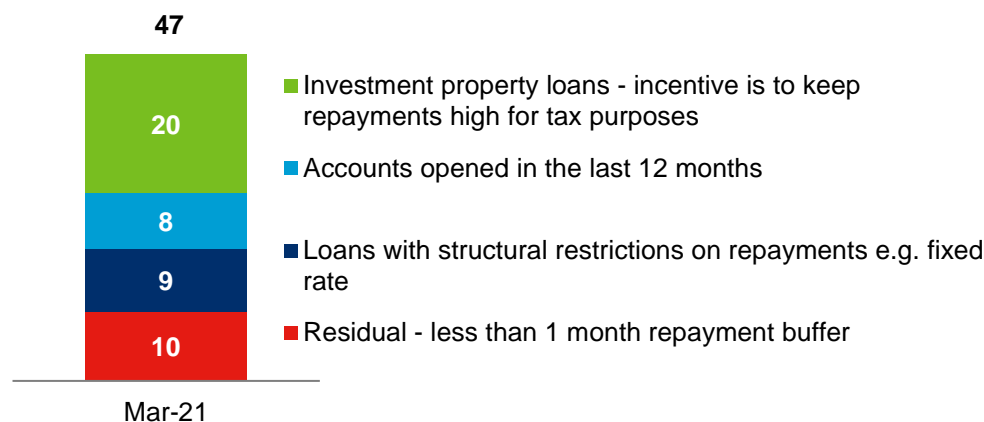 47
20
Investment property loans - incentive is to keep
repayments high for tax purposes
8
Accounts opened in the last 12 months
9
Loans with structural restrictions on repayments e.g. fixed
rate
10
Residual - less than 1 month repayment buffer
Mar-21